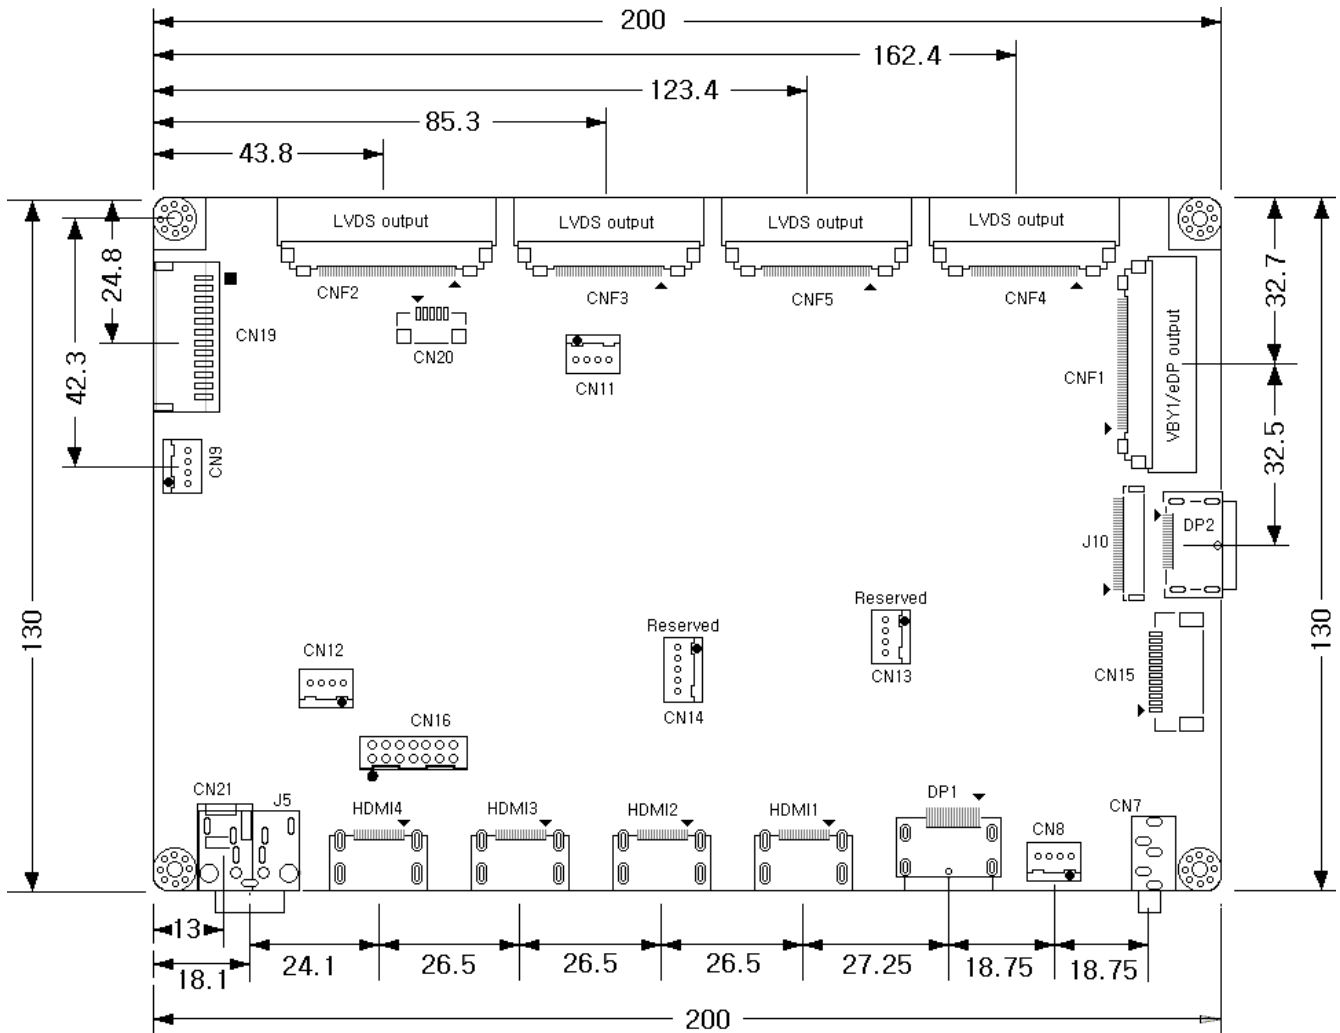 200
162.4
123.4
85.3
43.8
LVDS output
LVDS output
LVDS output
LVDS output
CNF2
CNF3
CNF5
CNF4
24.8
42.3
32.7
32.5
CN19
CN20
CN11
CNF1
VBY1/eDP output
CN9
J10
DP2
Reserved
CN13
Reserved
CN14
130
130
CN12
CN15
CN16
CN21
J5
HDMI4
HDMI3
HDMI2
HDMI1
DP1
CN8
CN7
13
18.1
24.1
26.5
26.5
26.5
27.25
18.75
18.75
200